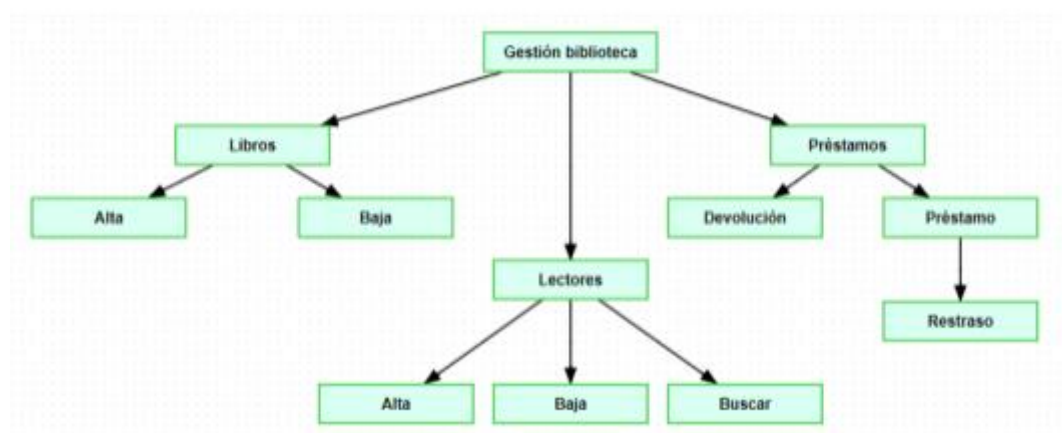 Gestión biblioteca
Libros
Préstamos
Alta
Baja
Devolución
Préstamo
Lectores
Restraso
Alta
Baja
Buscar